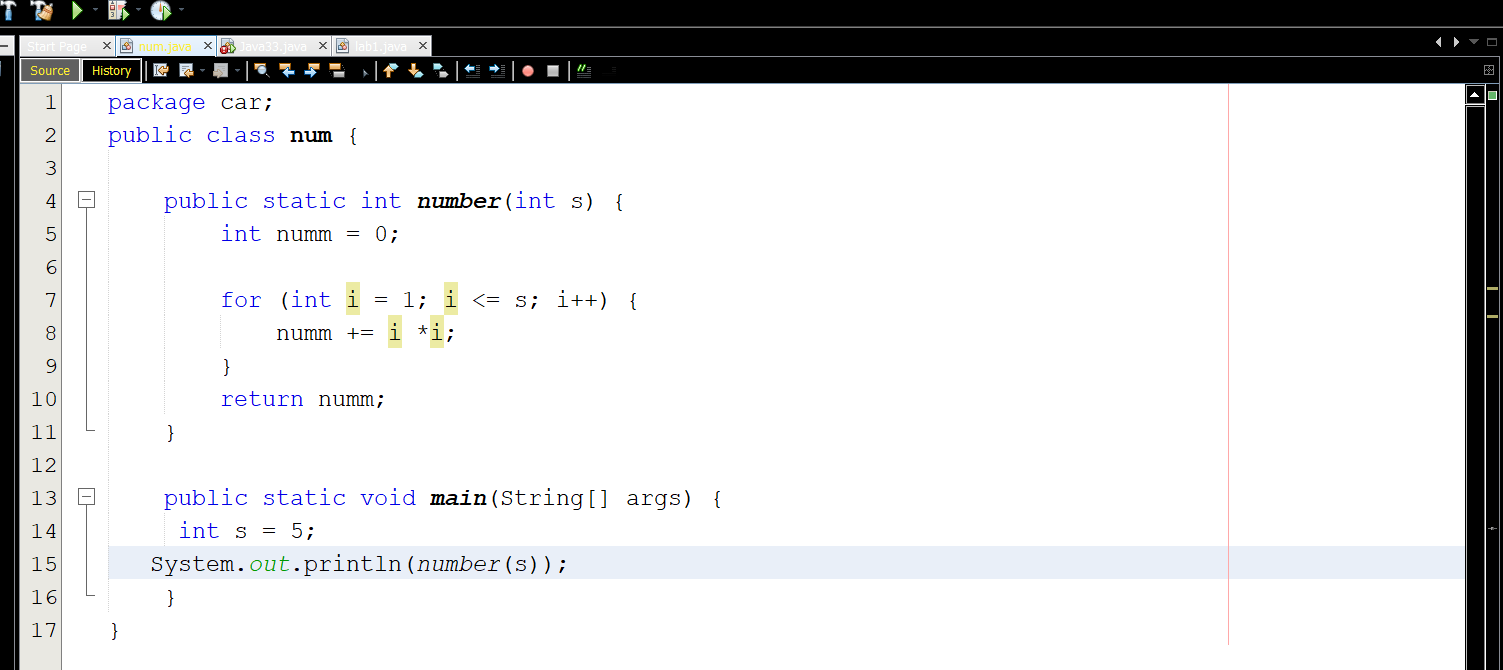 Start Page num.java Java33.java lab1.java
Source History
1 package car;
2 public class num {
3
4 public static int number(int s) {
5 int numm = 0;
6
7 for (int i = 1; i <= s; i++) {
8 numm += i *i;
9 }
10 return numm;
11 }
12
13 public static void main(String[] args) {
14 int s = 5;
15 System.out.println(number(s));
16 }
17 }